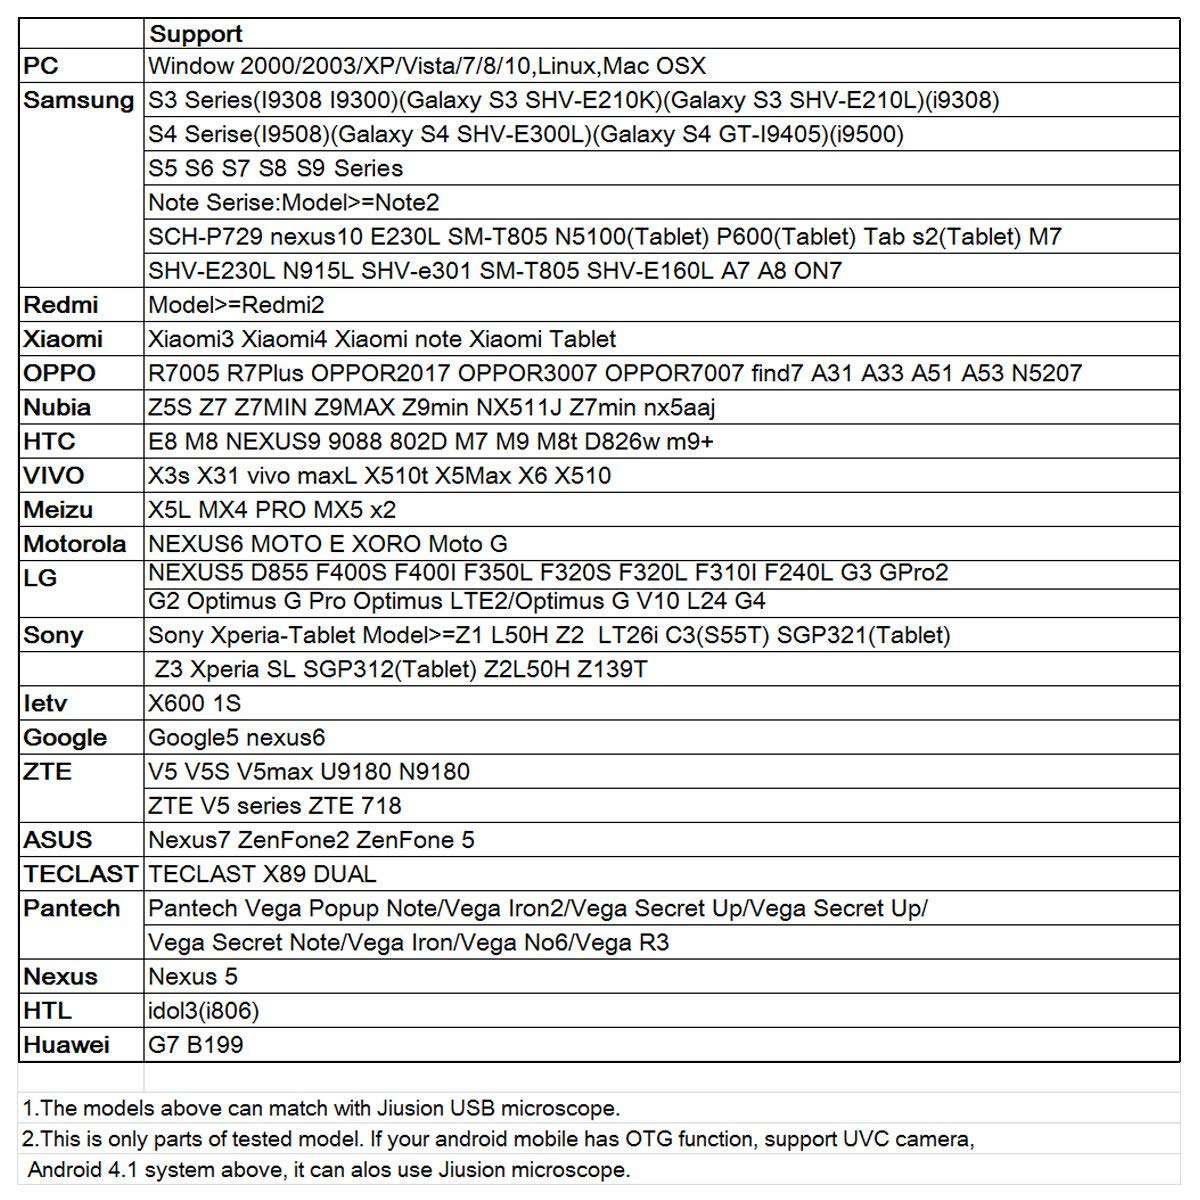 Support
PC Window 2000/2003/XP/Vista/7/8/10,Linux,Mac OSX
Samsung S3 Series(I9308 I9300)(Galaxy S3 SHV-E210K)(Galaxy S3 SHV-E210L)(i9308)
S4 Serise(I9508)(Galaxy S4 SHV-E300L)(Galaxy S4 GT-I9405)(i9500)
S5 S6 S7 S8 S9 Series
Note Serise:Model>=Note2
SCH-P729 nexus10 E230L SM-T805 N5100(Tablet) P600(Tablet) Tab s2(Tablet) M7
SHV-E230L N915L SHV-e301 SM-T805 SHV-E160L A7 A8 ON7
Redmi Model>=Redmi2
Xiaomi Xiaomi3 Xiaomi4 Xiaomi note Xiaomi Tablet
OPPO R7005 R7Plus OPPOR2017 OPPOR3007 OPPOR7007 find7 A31 A33 A51 A53 N5207
Nubia Z5S Z7 Z7MIN Z9MAX Z9min NX511J Z7min nx5aaj
HTC E8 M8 NEXUS9 9088 802D M7 M9 M8t D826w m9+
VIVO X3s X31 vivo maxL X510t X5Max X6 X510
Meizu X5L MX4 PRO MX5 x2
Motorola NEXUS6 MOTO E XORO Moto G
LG NEXUS5 D855 F400S F400I F350L F320S F320L F310I F240L G3 GPro2
G2 Optimus G Pro Optimus LTE2/Optimus G V10 L24 G4
Sony Sony Xperia-Tablet Model>=Z1 L50H Z2 LT26i C3(S55T) SGP321(Tablet)
Z3 Xperia SL SGP312(Tablet) Z2L50H Z139T
letv X600 1S
Google Google5 nexus6
ZTE V5 V5S V5max U9180 N9180
ZTE V5 series ZTE 718
ASUS Nexus7 ZenFone2 ZenFone 5
TECLAST TECLAST X89 DUAL
Pantech Pantech Vega Popup Note/Vega Iron2/Vega Secret Up/Vega Secret Up/
Vega Secret Note/Vega Iron/Vega No6/Vega R3
Nexus Nexus 5
HTL idol3(i806)
Huawei G7 B199
1.The models above can match with Jiusion USB microscope.
2.This is only parts of tested model. If your android mobile has OTG function, support UVC camera,
Android 4.1 system above, it can alos use Jiusion microscope.